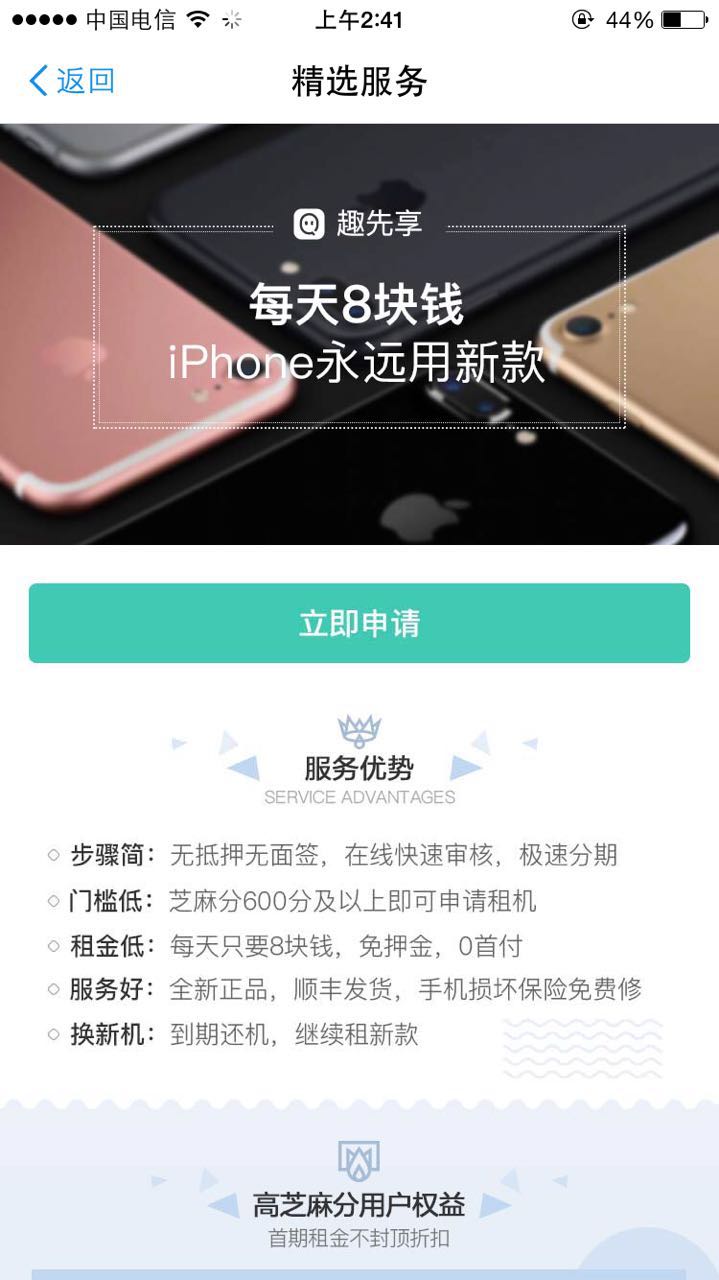 中国电信
上午2:41
44%
返回
精选服务
趣先享
每天8块钱
iPhone永远用新款
立即申请
服务优势
SERVICE ADVANTAGES
步骤简：无抵押无面签，在线快速审核，极速分期
门槛低：芝麻分600分及以上即可申请租机
租金低：每天只要8块钱，免押金，0首付
服务好：全新正品，顺丰发货，手机损坏保险免费修
换新机：到期还机，继续租新款
高芝麻分用户权益
首期租金不封顶折扣